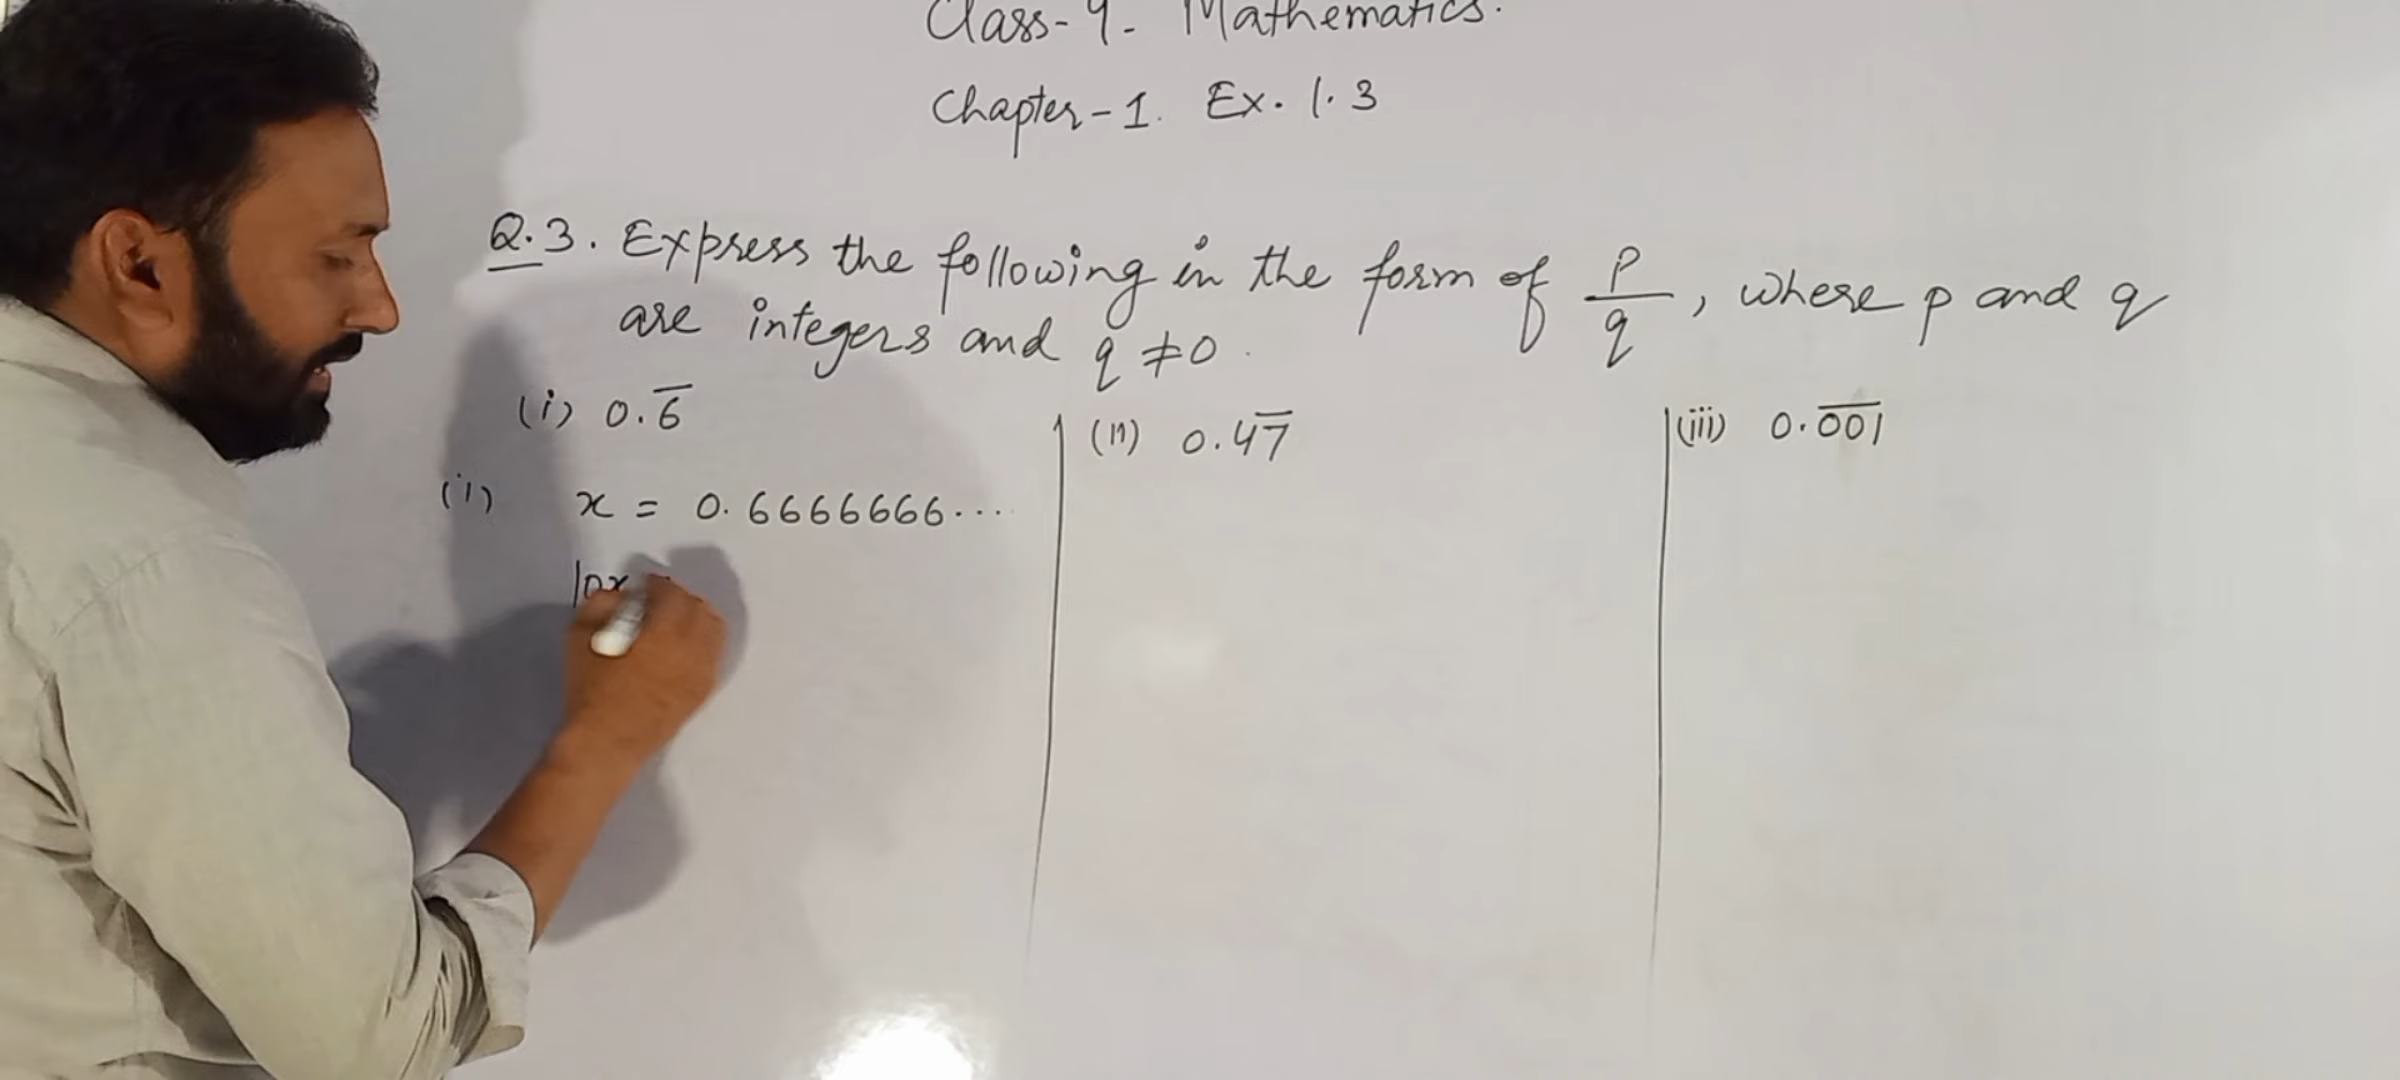 Class-9- Mathematics.
Chapter-1. Ex. 1.3
Q.3. Express the following in the form of p/q, where p and q
are integers and q ≠ 0.
(i) 0.6̅
(ii) 0.47̅
(iii) 0.0̅0̅1̅
(i) x = 0.6666666....
10x